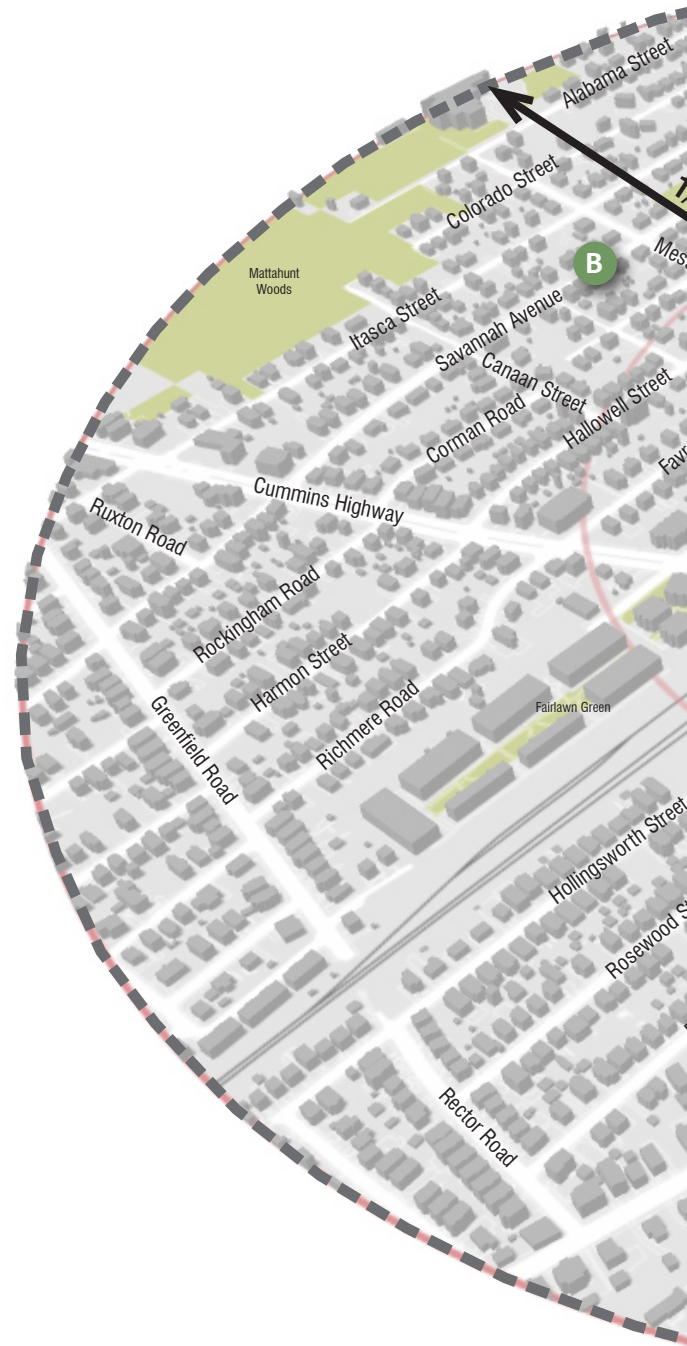 Alabama Street
Colorado Street
B
Mattahunt
Woods
Itasca Street
Savannah Avenue
Canaan Street
Hallowell Street
Corman Road
Cummins Highway
Ruxton Road
Rockingham Road
Harmon Street
Richmere Road
Greenfield Road
Fairlawn Green
Hollingsworth Street
Rosewood
Rector Road